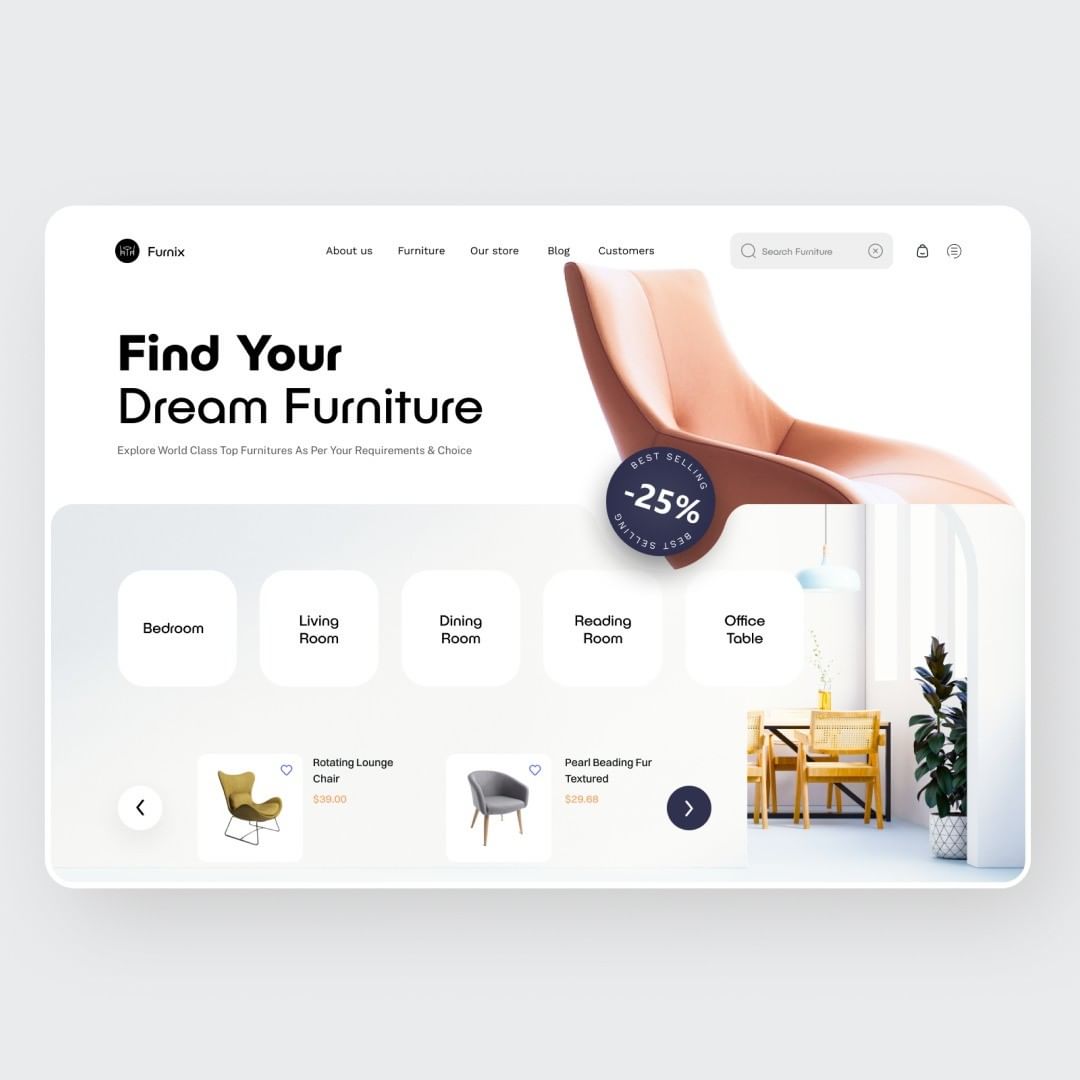 Furnix
About us
Furniture
Our store
Blog
Customers
Search Furniture
Find Your
Dream Furniture
Explore World Class Top Furnitures As Per Your Requirements & Choice
BEST SELLING
-25%
BEST SELLING
Bedroom
Living
Room
Dining
Room
Reading
Room
Office
Table
Rotating Lounge
Chair
$39.00
Pearl Beading Fur
Textured
$29.68